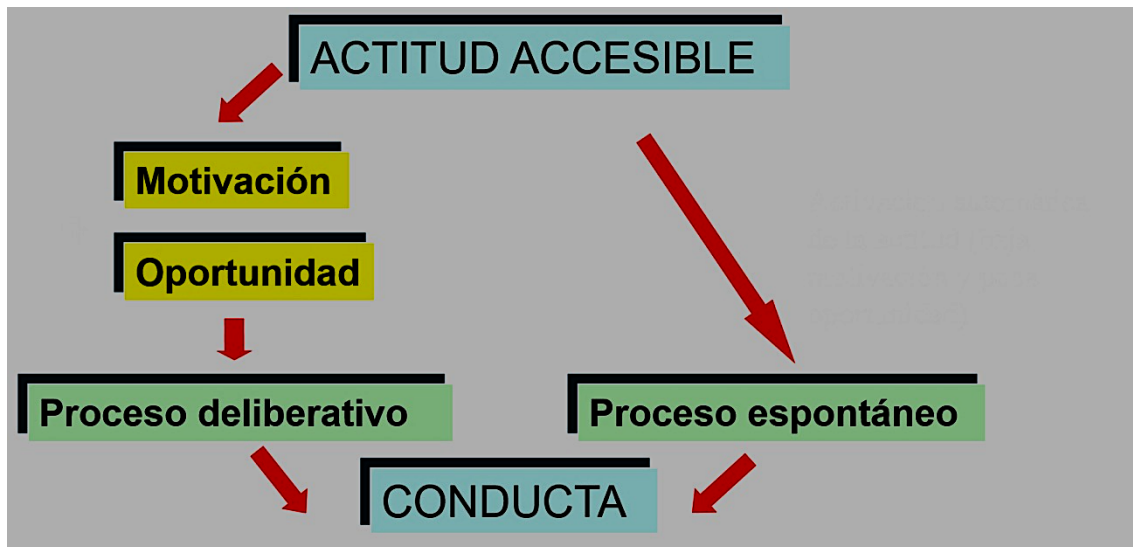 ACTITUD ACCESIBLE
Motivación
Oportunidad
Proceso deliberativo
Proceso espontáneo
CONDUCTA